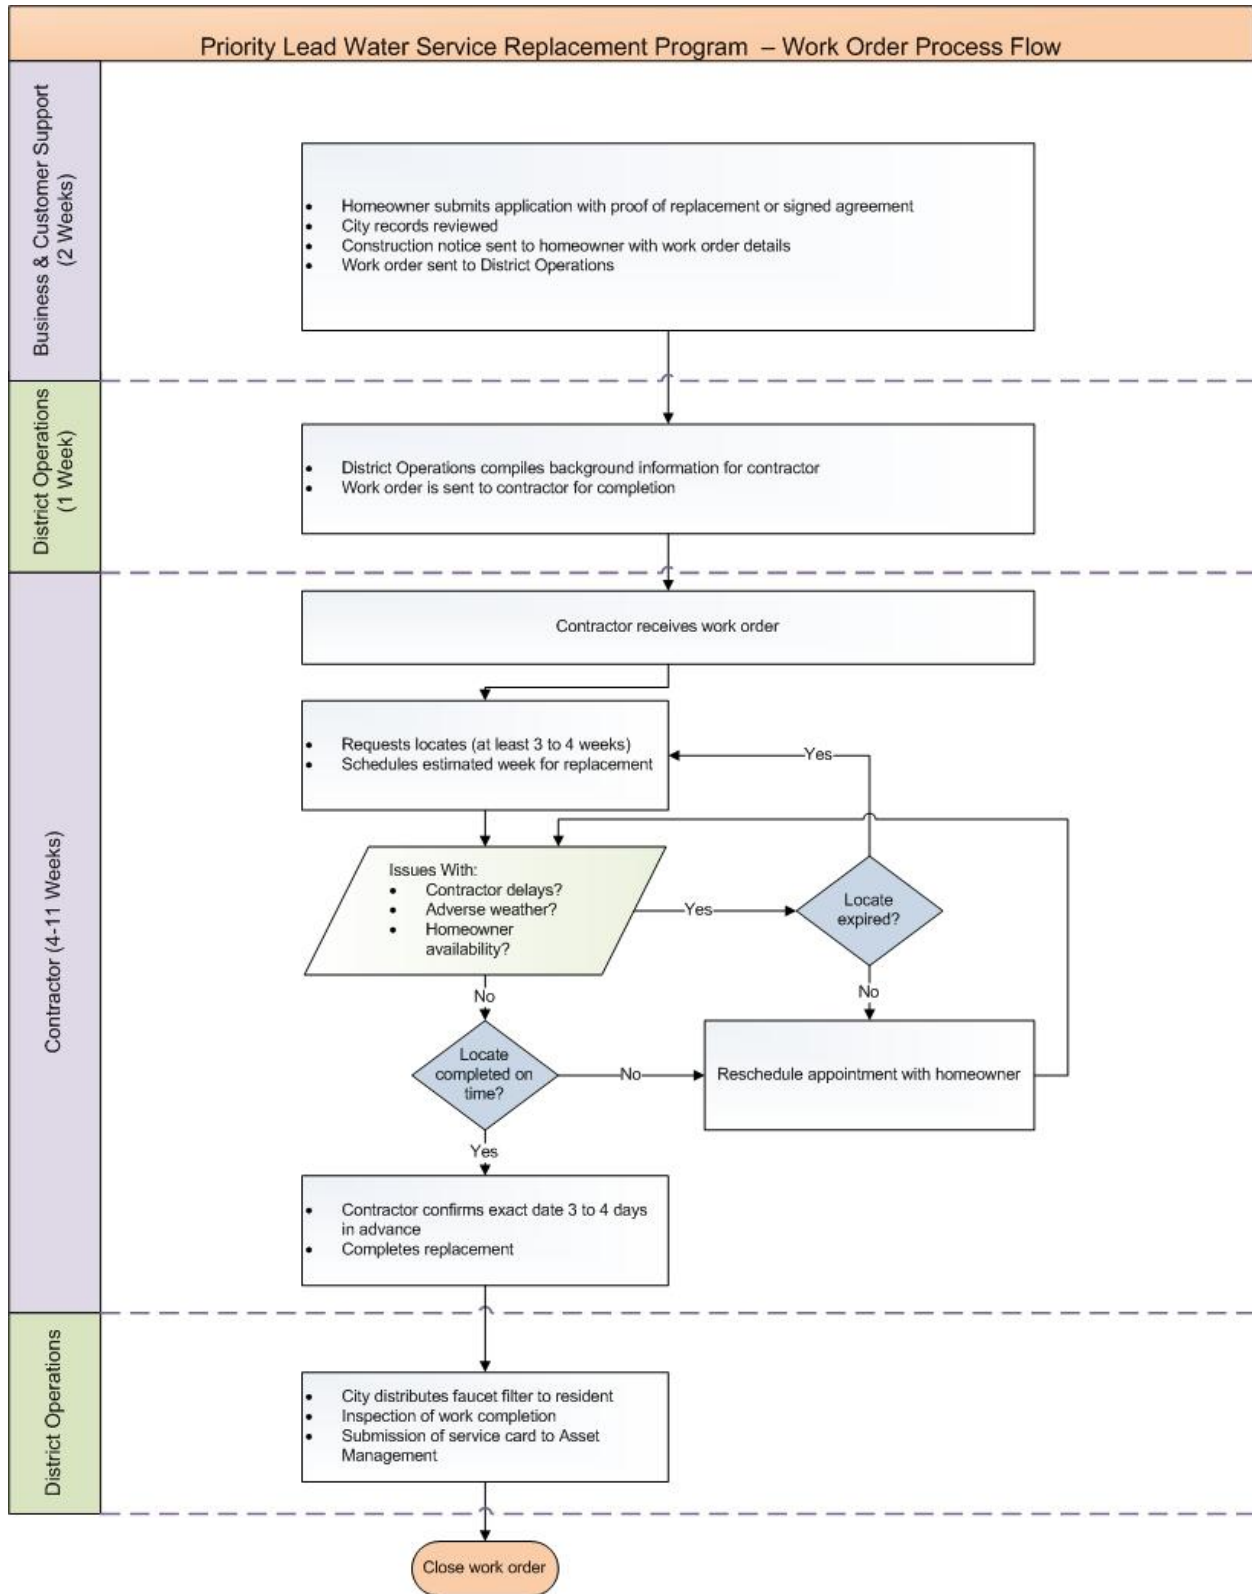 Priority Lead Water Service Replacement Program – Work Order Process Flow
Business & Customer Support
(2 Weeks)
• Homeowner submits application with proof of replacement or signed agreement
• City records reviewed
• Construction notice sent to homeowner with work order details
• Work order sent to District Operations
District Operations
(1 Week)
• District Operations compiles background information for contractor
• Work order is sent to contractor for completion
Contractor (4-11 Weeks)
Contractor receives work order
• Requests locates (at least 3 to 4 weeks)
• Schedules estimated week for replacement
Yes
Issues With:
• Contractor delays?
• Adverse weather?
• Homeowner
availability?
Yes
Locate
expired?
No
No
Locate
completed on
time?
No
Reschedule appointment with homeowner
Yes
• Contractor confirms exact date 3 to 4 days
in advance
• Completes replacement
District Operations
• City distributes faucet filter to resident
• Inspection of work completion
• Submission of service card to Asset
Management
Close work order